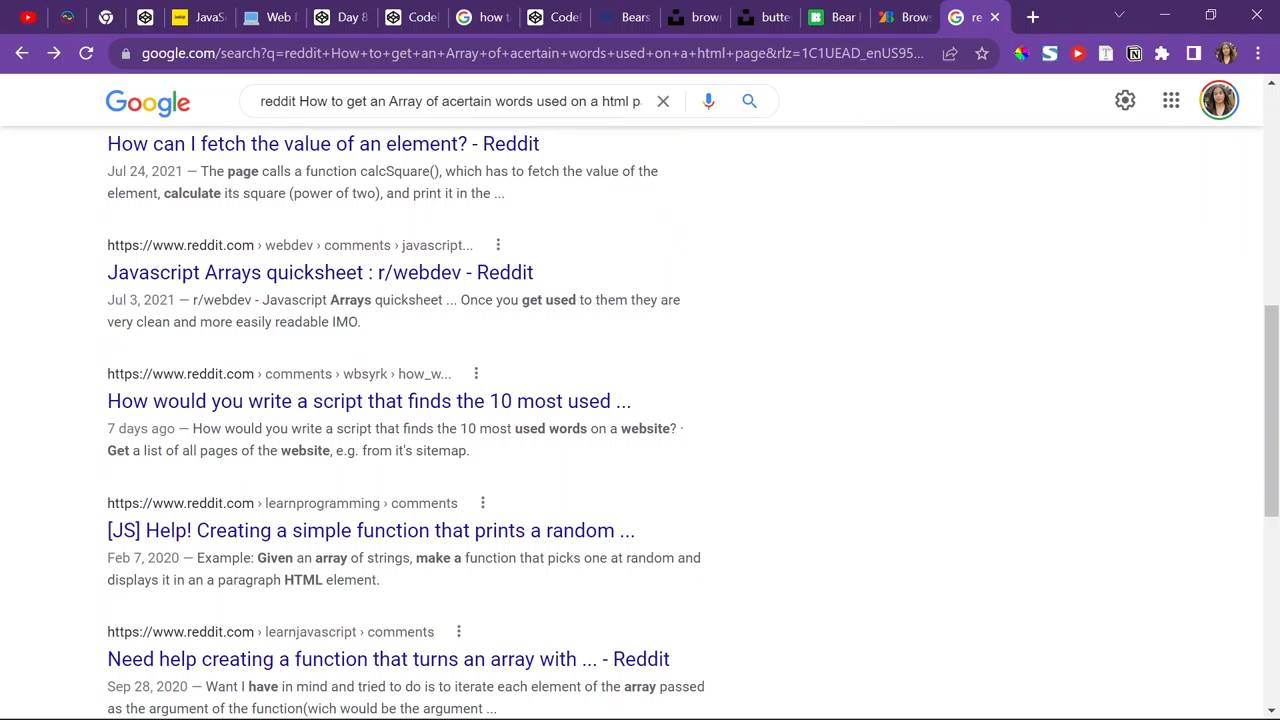 JavaS
Web D
Day 8
Codel
how t
Codel
Bears
brow
butte
Bear I
Brows
re
google.com/search?q=reddit+How+to+get+an+Array+of+acertain+words+used+on+a+html+page&rlz=1C1UEAD_enUS95...
Google
reddit How to get an Array of acertain words used on a html p
How can I fetch the value of an element? - Reddit
Jul 24, 2021 — The page calls a function calcSquare(), which has to fetch the value of the
element, calculate its square (power of two), and print it in the ...
https://www.reddit.com › webdev › comments › javascript...
Javascript Arrays quicksheet : r/webdev - Reddit
Jul 3, 2021 — r/webdev - Javascript Arrays quicksheet ... Once you get used to them they are
very clean and more easily readable IMO.
https://www.reddit.com › comments › wbsyrk › how_w...
How would you write a script that finds the 10 most used ...
7 days ago — How would you write a script that finds the 10 most used words on a website? ·
Get a list of all pages of the website, e.g. from it's sitemap.
https://www.reddit.com › learnprogramming › comments
[JS] Help! Creating a simple function that prints a random ...
Feb 7, 2020 — Example: Given an array of strings, make a function that picks one at random and
displays it in an a paragraph HTML element.
https://www.reddit.com › learnjavascript › comments
Need help creating a function that turns an array with ... - Reddit
Sep 28, 2020 — Want I have in mind and tried to do is to iterate each element of the array passed
as the argument of the function(wich would be the argument ...